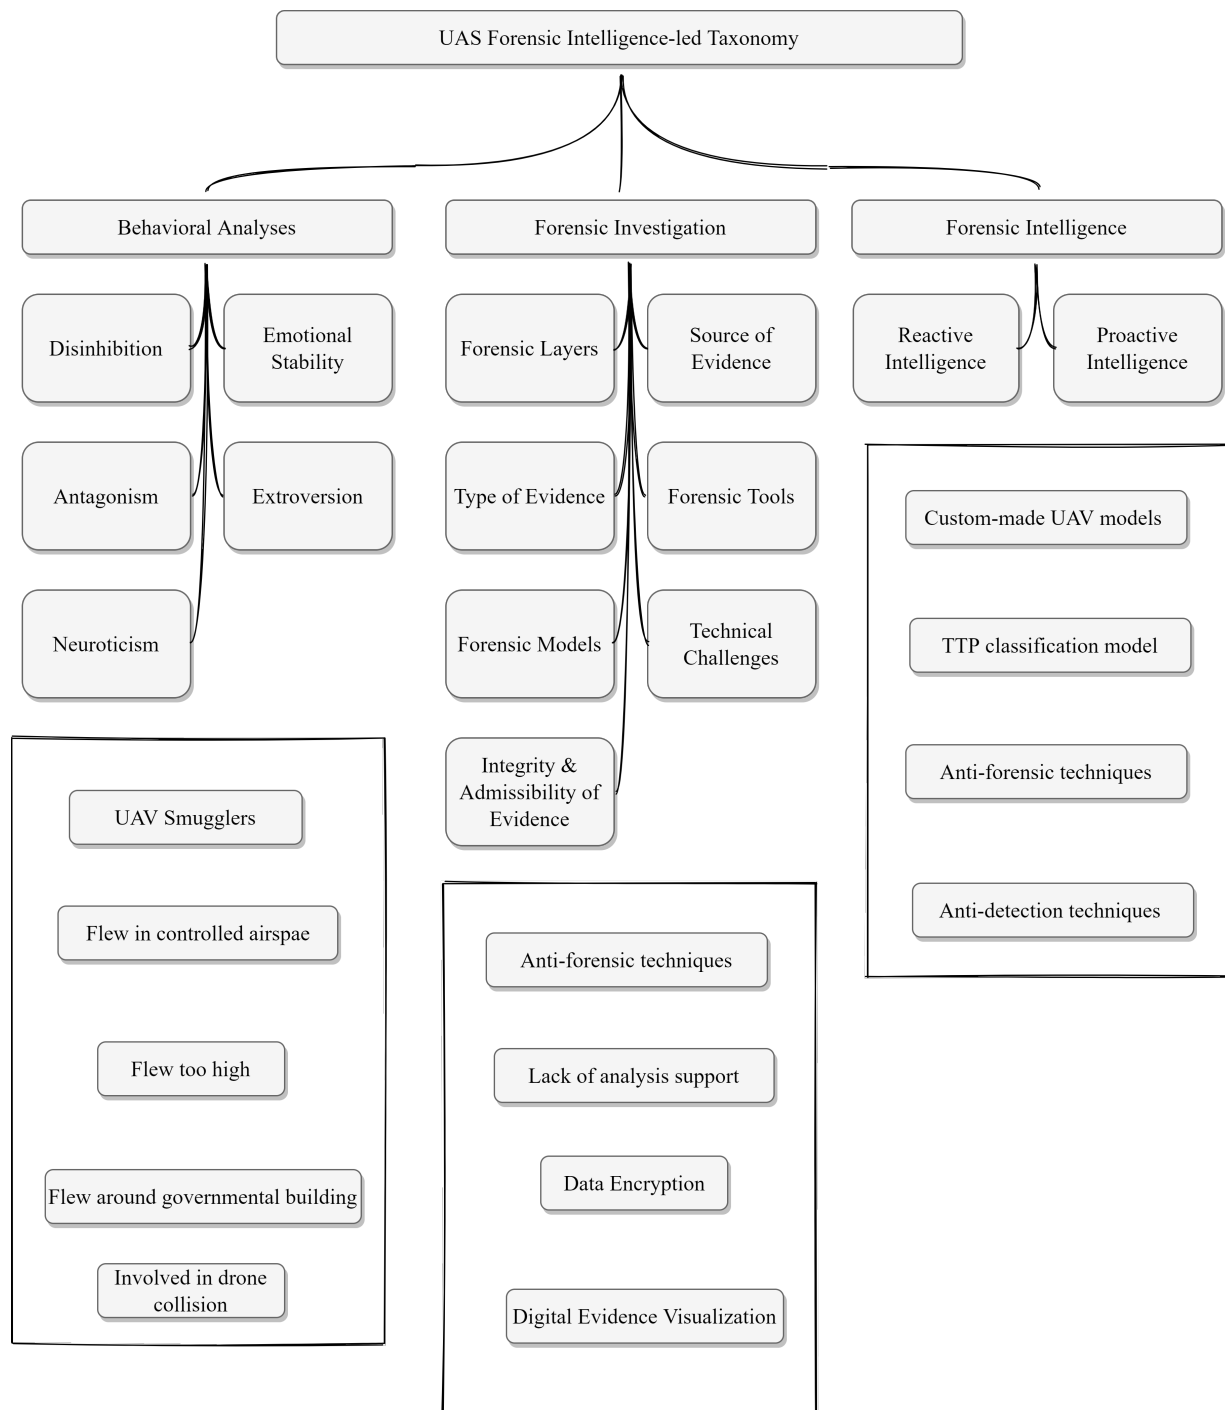 UAS Forensic Intelligence-led Taxonomy
Behavioral Analyses
Forensic Investigation
Forensic Intelligence
Disinhibition
Emotional
Stability
Antagonism
Extroversion
Neuroticism
Forensic Layers
Source of
Evidence
Type of Evidence
Forensic Tools
Forensic Models
Technical
Challenges
Integrity &
Admissibility of
Evidence
Reactive
Intelligence
Proactive
Intelligence
UAV Smugglers
Flew in controlled airspae
Flew too high
Flew around governmental building
Involved in drone
collision
Anti-forensic techniques
Lack of analysis support
Data Encryption
Digital Evidence Visualization
Custom-made UAV models
TTP classification model
Anti-forensic techniques
Anti-detection techniques